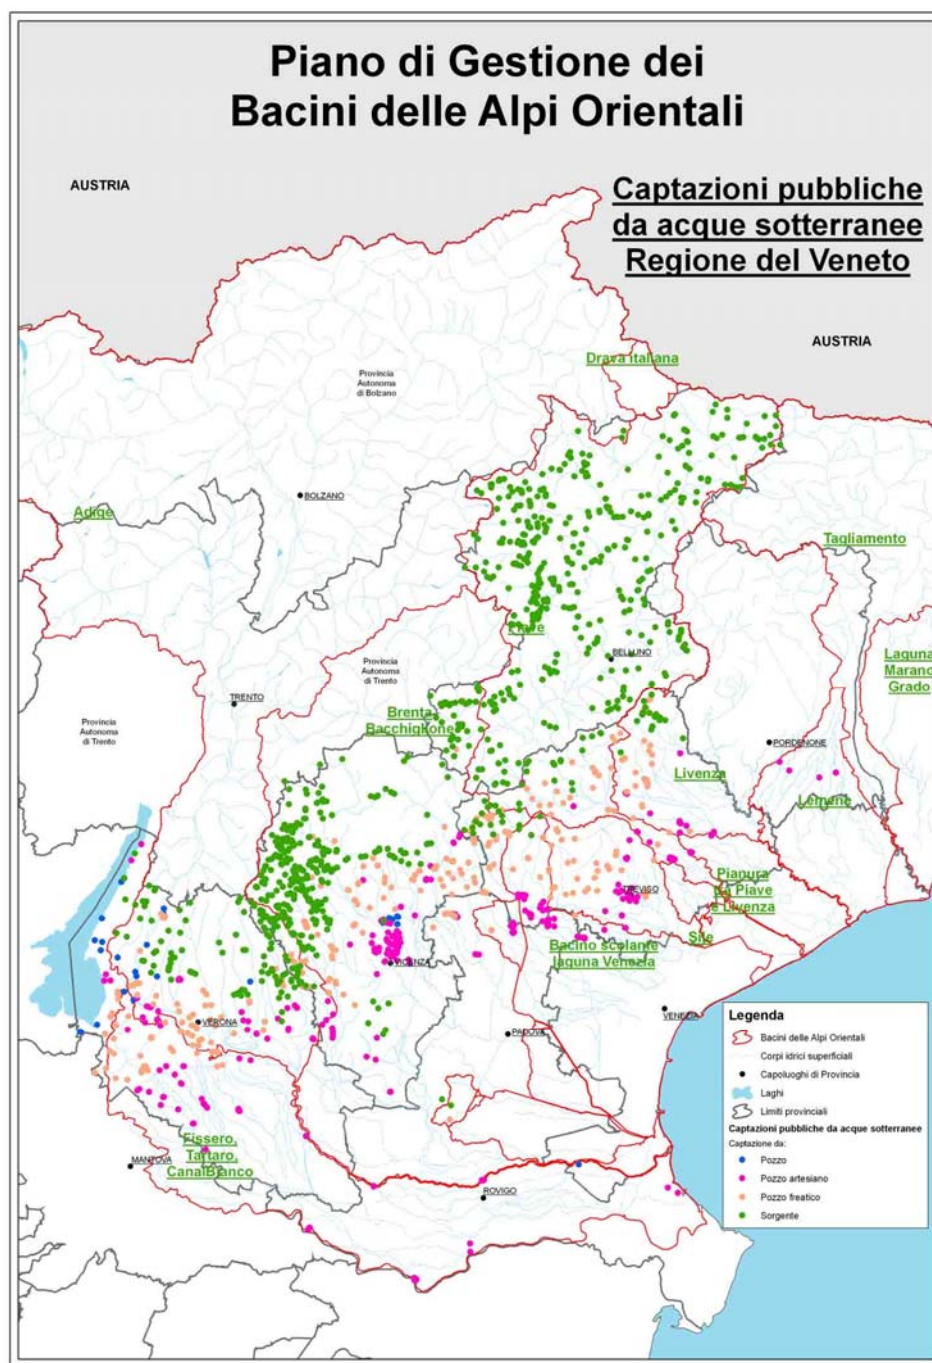 Piano di Gestione dei
Bacini delle Alpi Orientali
AUSTRIA
Captazioni pubbliche
da acque sotterranee
Regione del Veneto
AUSTRIA
Drava italiana
Provincia
Autonoma
di Bolzano
BOLZANO
Adige
Tagliamento
Piave
BELLUNO
Laguna
Marano
Grado
Provincia
Autonoma
di Trento
TRENTO
Brenta
Bacchiglione
Provincia
Autonoma
di Trento
PORDENONE
Livenza
Lemene
Pianura
tra Piave
e Livenza
TREVISO
Sile
Bacino scolante
laguna Venezia
VICENZA
VERONA
PADOVA
VENEZIA
Legenda
Bacini delle Alpi Orientali
Corpi idrici superficiali
Capoluoghi di Provincia
Laghi
Limiti provinciali
Captazioni pubbliche da acque sotterranee
Captazione da:
Pozzo
Pozzo artesiano
Pozzo freatico
Sorgente
Fissero,
Tartaro,
CanalBianco
MANTOVA
ROVIGO